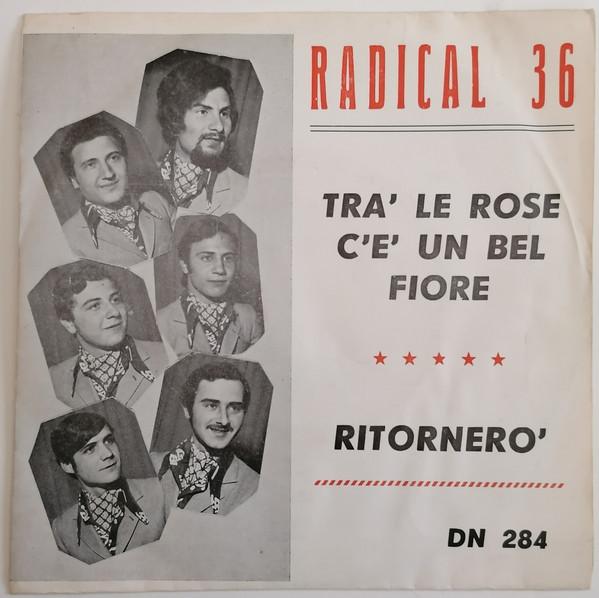 RADICAL 36
TRA' LE ROSE
C'E' UN BEL
FIORE
RITORNERO'
DN 284